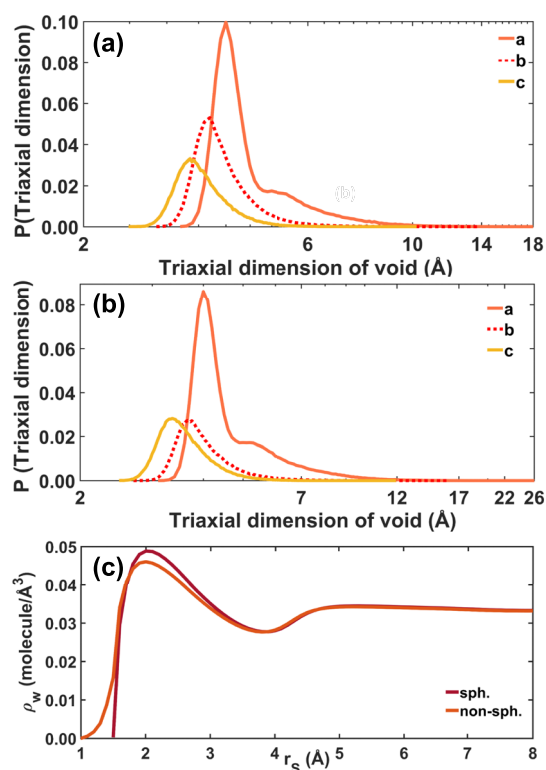 (a)
0.10
0.08
0.06
0.04
0.02
0.00
P(Triaxial dimension)
a
b
c
(b)
2 6 10 14 18
Triaxial dimension of void (Å)
(b)
0.08
0.06
0.04
0.02
0.00
P (Triaxial dimension)
a
b
c
2 7 12 17 22 26
Triaxial dimension of void (Å)
(c)
0.05
0.04
0.03
0.02
0.01
0.00
ρw (molecule/Å3)
sph.
non-sph.
1 2 3 4 5 6 7 8
rS (Å)